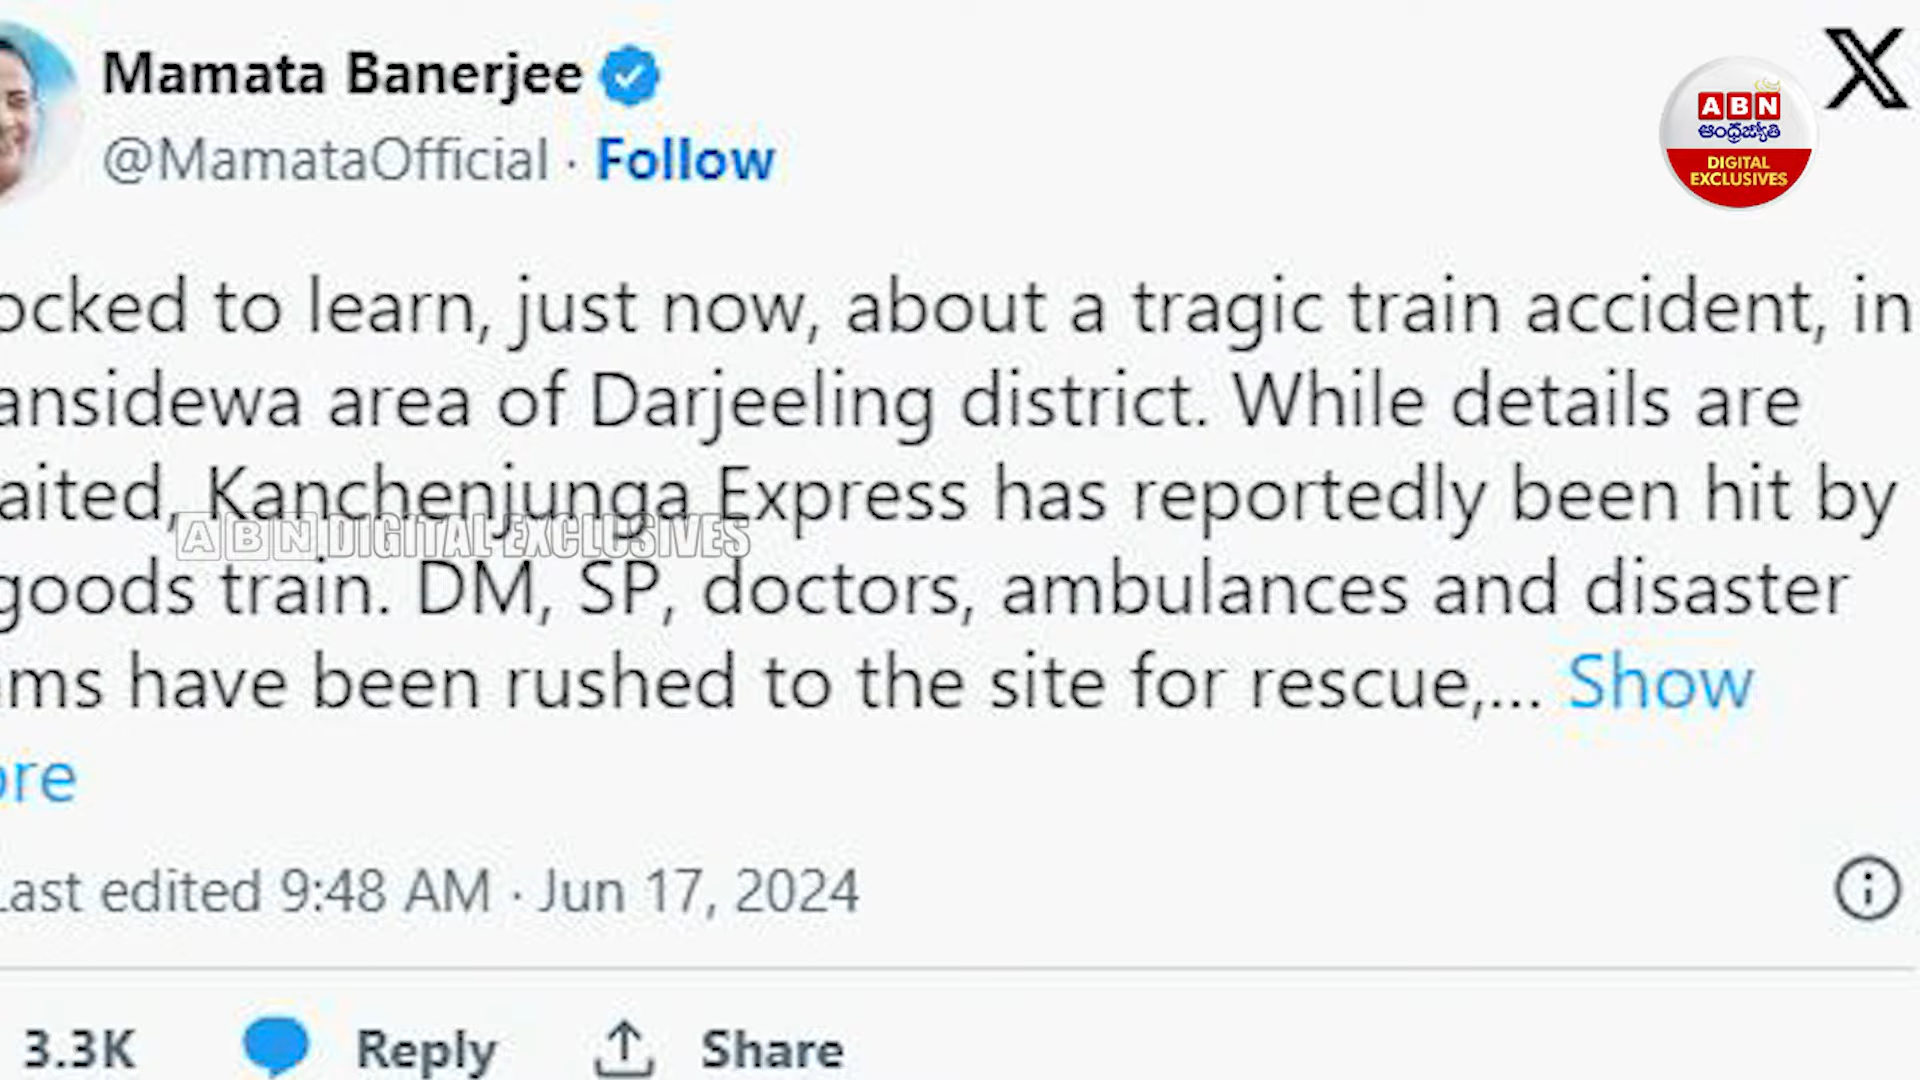 Mamata Banerjee
@MamataOfficial · Follow
X
ABN
ఆంధ్రజ్యోతి
DIGITAL
EXCLUSIVES
ocked to learn, just now, about a tragic train accident, in
ansidewa area of Darjeeling district. While details are
aited, Kanchenjunga Express has reportedly been hit by
ABN DIGITAL EXCLUSIVES
goods train. DM, SP, doctors, ambulances and disaster
ms have been rushed to the site for rescue,... Show
ore
Last edited 9:48 AM · Jun 17, 2024
3.3K Reply Share